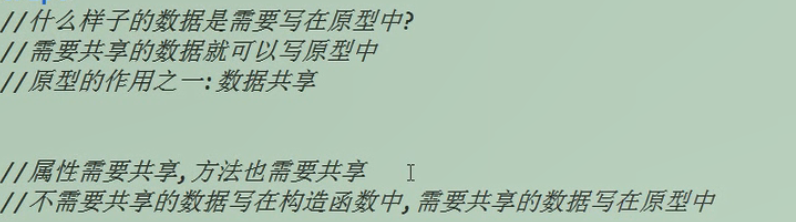 //什么样子的数据是需要写在原型中?
//需要共享的数据就可以写原型中
//原型的作用之一:数据共享
//属性需要共享,方法也需要共享
//不需要共享的数据写在构造函数中,需要共享的数据写在原型中